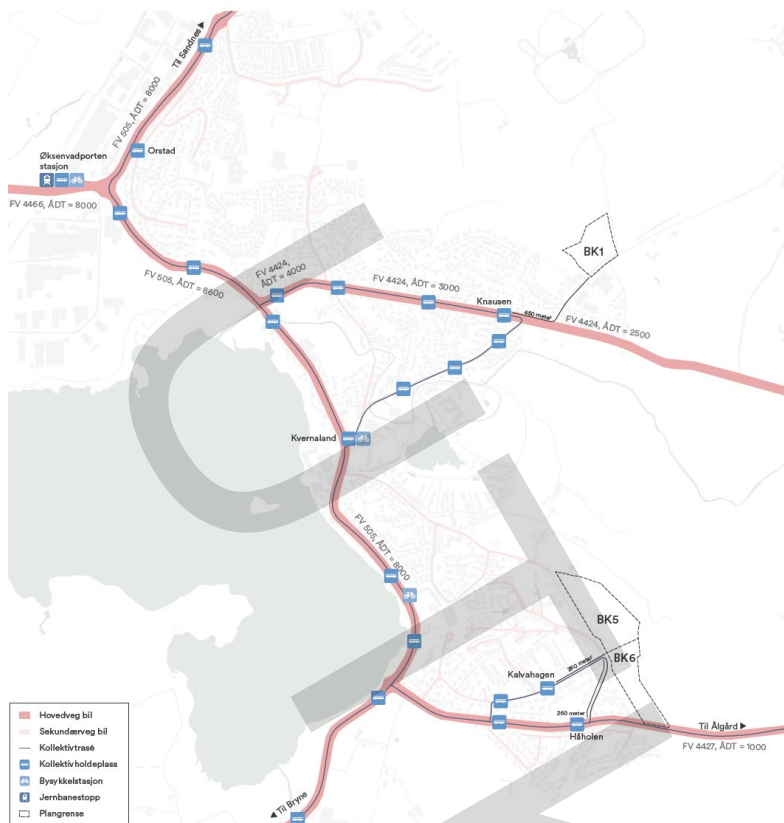 Til Sandnes
FV 505, ÅDT = 8000
Orstad
Øksenvadporten
stasjon
FV 4466, ÅDT = 8000
FV 505, ÅDT = 8600
FV 4424,
ÅDT = 4000
FV 4424, ÅDT = 3000
BK1
Knausen
450 meter
FV 4424, ÅDT = 2500
Kvernaland
FV 505, ÅDT = 8000
BK5
BK6
250 meter
Kalvahagen
260 meter
Håholen
Til Ålgård
FV 4427, ÅDT = 1000
Til Bryne
Hovedveg bil
Sekundærveg bil
Kollektivtrasé
Kollektivholdeplass
Bysykkelstasjon
Jernbanestopp
Plangrense